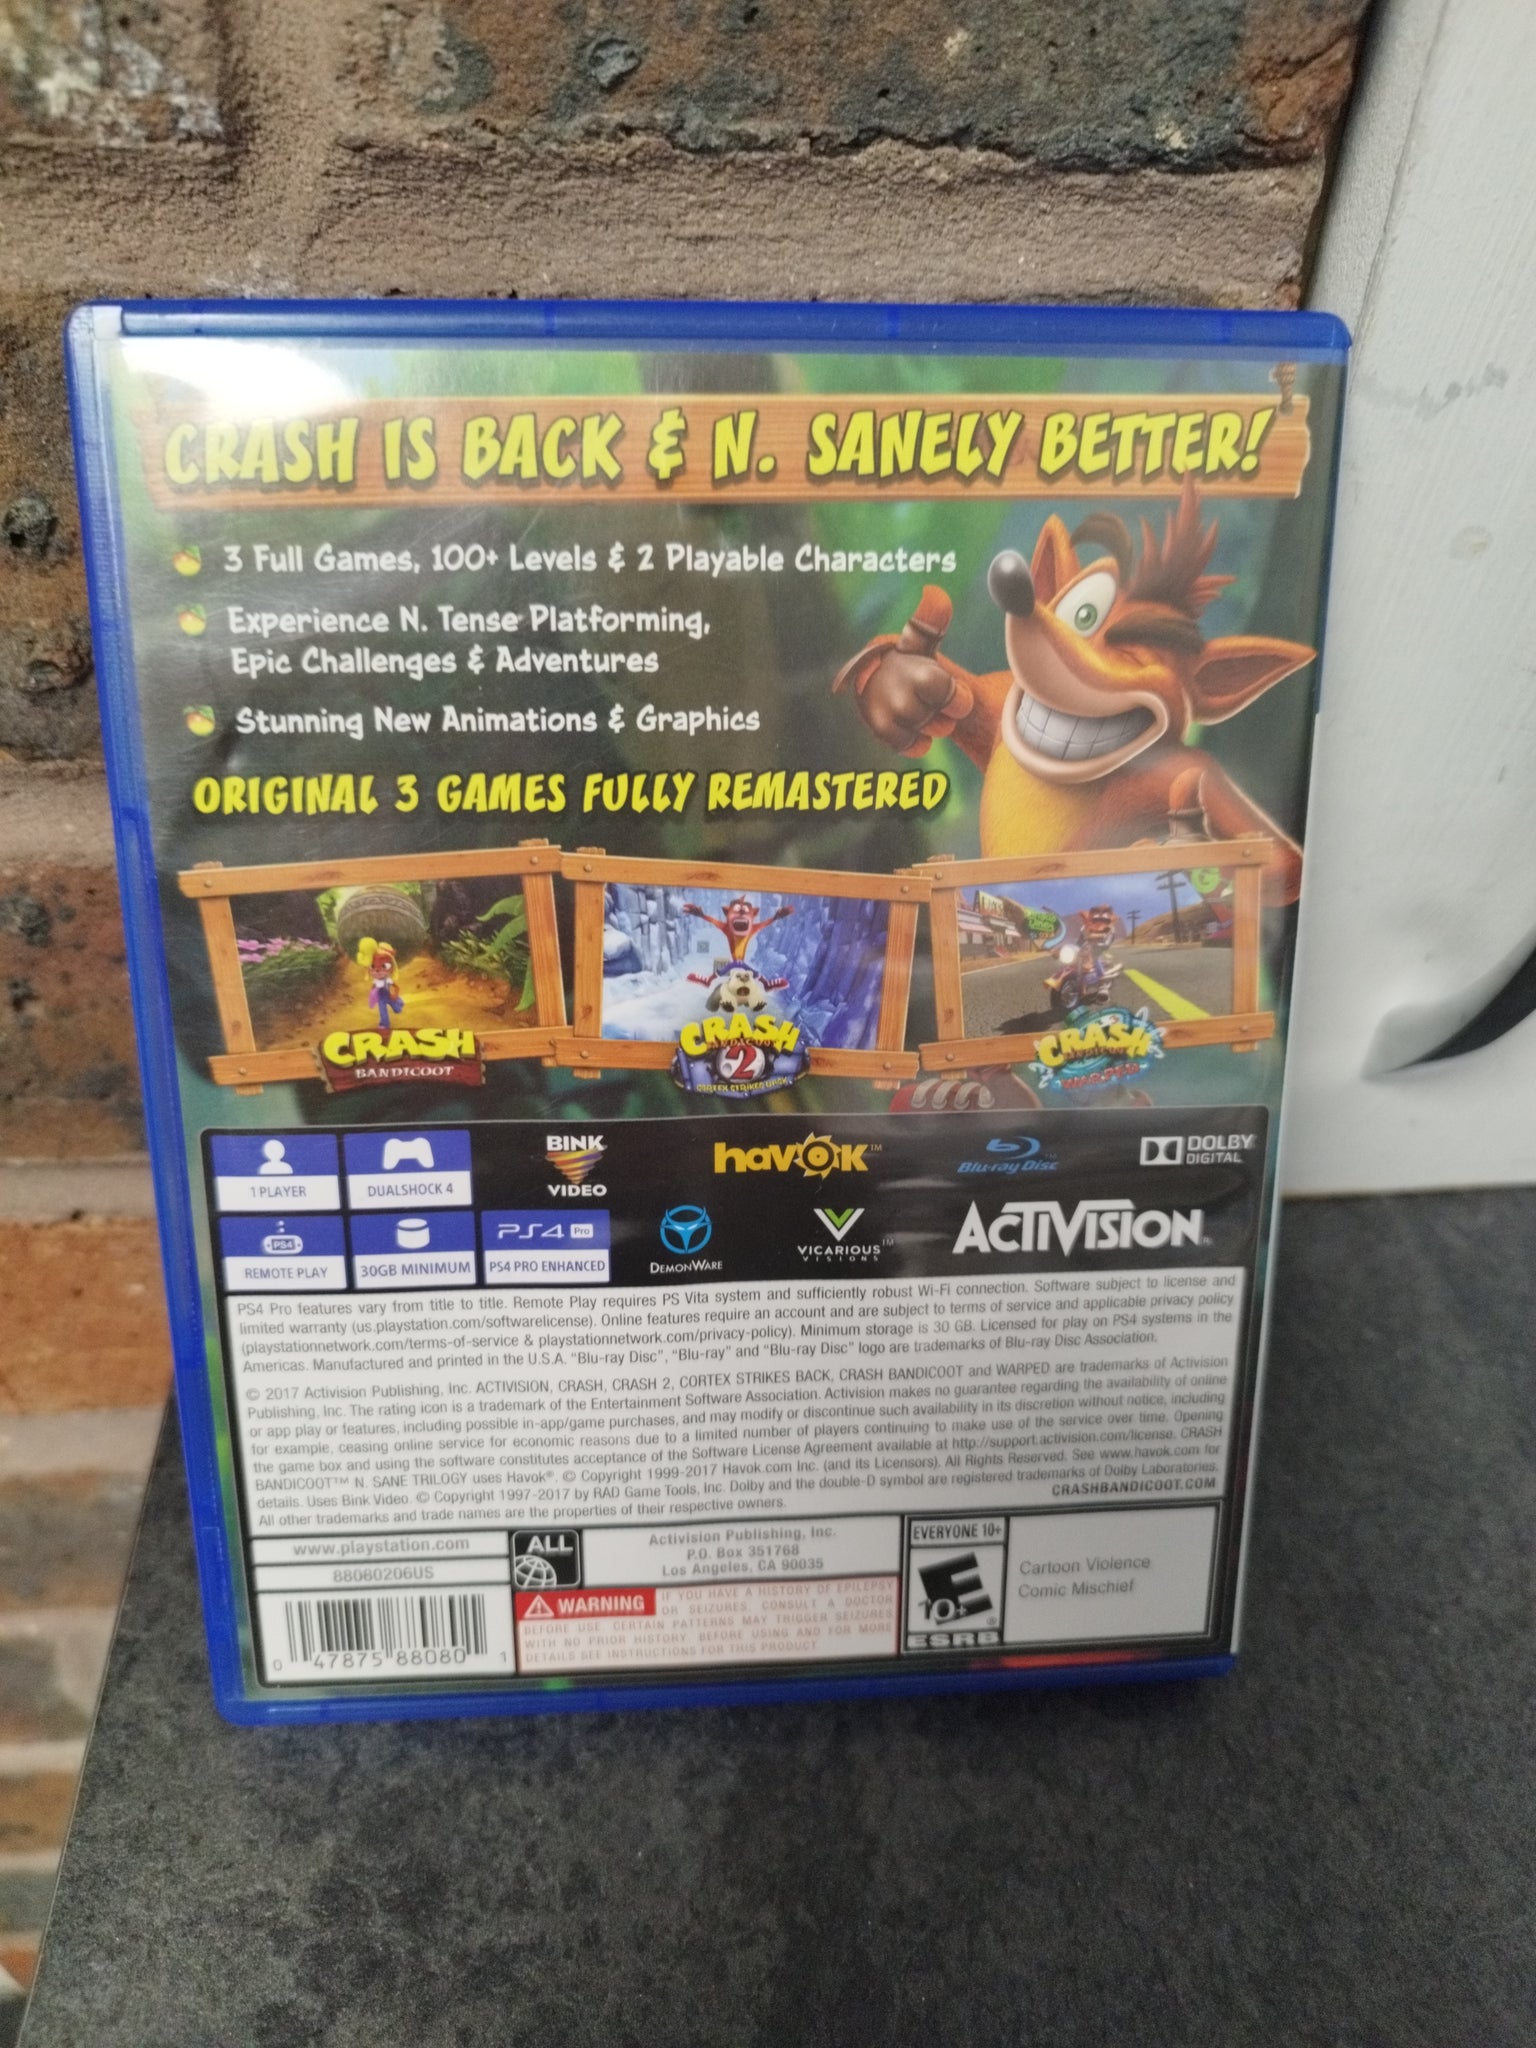 CRASH IS BACK & N. SANELY BETTER!
3 Full Games, 100+ Levels & 2 Playable Characters
Experience N. Tense Platforming,
Epic Challenges & Adventures
Stunning New Animations & Graphics
ORIGINAL 3 GAMES FULLY REMASTERED
CRASH
BANDICOOT
CRASH
BANDICOOT
2
CORTEX STRIKES BACK
CRASH
BANDICOOT
WARPED
1 PLAYER
DUALSHOCK 4
BINK
VIDEO
havok™
Blu-ray Disc™
DOLBY
DIGITAL
PS4
REMOTE PLAY
30GB MINIMUM
PS4 Pro
PS4 PRO ENHANCED
DEMONWARE
VICARIOUS™
VISIONS
ACTIVISION®
PS4 Pro features vary from title to title. Remote Play requires PS Vita system and sufficiently robust Wi-Fi connection. Software subject to license and
limited warranty (us.playstation.com/softwarelicense). Online features require an account and are subject to terms of service and applicable privacy policy
(playstationnetwork.com/terms-of-service & playstationnetwork.com/privacy-policy). Minimum storage is 30 GB. Licensed for play on PS4 systems in the
Americas. Manufactured and printed in the U.S.A. "Blu-ray Disc", "Blu-ray" and "Blu-ray Disc" logo are trademarks of Blu-ray Disc Association.
© 2017 Activision Publishing, Inc. ACTIVISION, CRASH, CRASH 2, CORTEX STRIKES BACK, CRASH BANDICOOT and WARPED are trademarks of Activision
Publishing, Inc. The rating icon is a trademark of the Entertainment Software Association. Activision makes no guarantee regarding the availability of online
or app play or features, including possible in-app/game purchases, and may modify or discontinue such availability in its discretion without notice, including
for example, ceasing online service for economic reasons due to a limited number of players continuing to make use of the service over time. Opening
the game box and using the software constitutes acceptance of the Software License Agreement available at http://support.activision.com/license. CRASH
BANDICOOT™ N. SANE TRILOGY uses Havok®. © Copyright 1999-2017 Havok.com Inc. (and its Licensors). All Rights Reserved. See www.havok.com for
details. Uses Bink Video. © Copyright 1997-2017 by RAD Game Tools, Inc. Dolby and the double-D symbol are registered trademarks of Dolby Laboratories.
All other trademarks and trade names are the properties of their respective owners.
CRASHBANDICOOT.COM
www.playstation.com
88080206US
0 47875 88080 1
ALL
Activision Publishing, Inc.
P.O. Box 351768
Los Angeles, CA 90035
WARNING
IF YOU HAVE A HISTORY OF EPILEPSY
OR SEIZURES, CONSULT A DOCTOR
BEFORE USE. CERTAIN PATTERNS MAY TRIGGER SEIZURES
WITH NO PRIOR HISTORY. BEFORE USING AND FOR MORE
DETAILS SEE INSTRUCTIONS FOR THIS PRODUCT.
EVERYONE 10+
E
10+
®
ESRB
Cartoon Violence
Comic Mischief